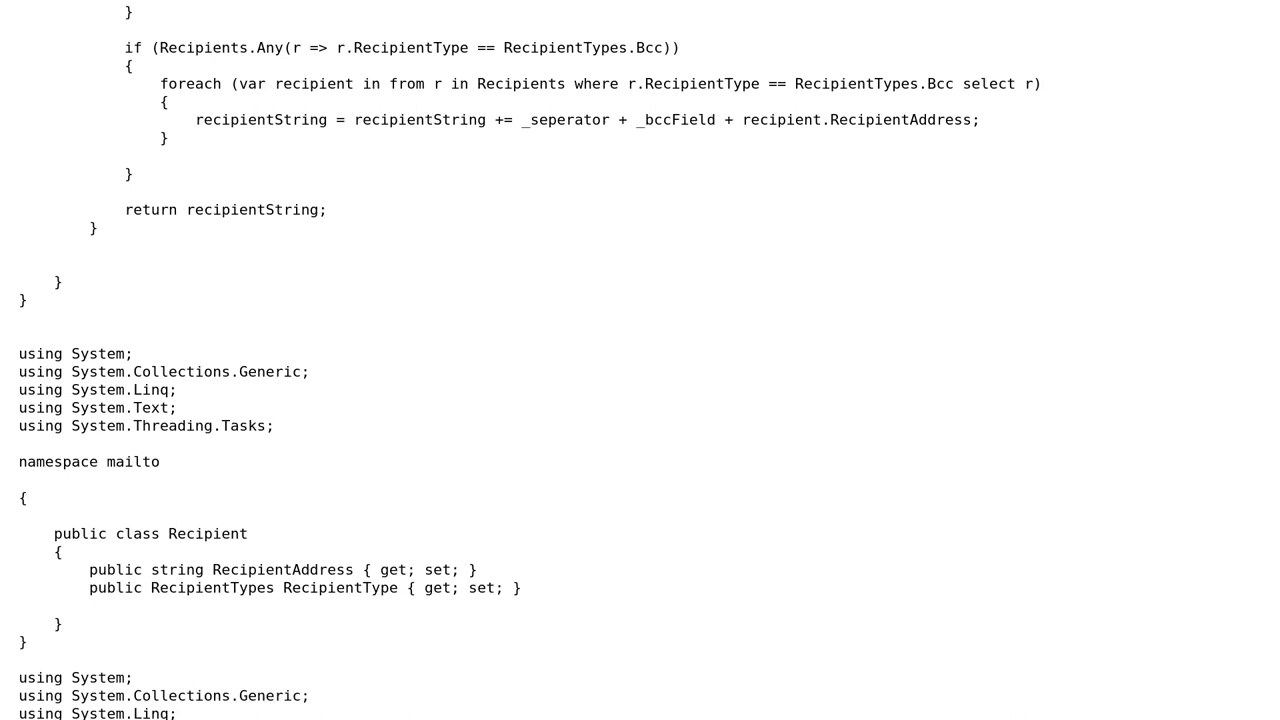 }
if (Recipients.Any(r => r.RecipientType == RecipientTypes.Bcc))
{
foreach (var recipient in from r in Recipients where r.RecipientType == RecipientTypes.Bcc select r)
{
recipientString = recipientString += _seperator + _bccField + recipient.RecipientAddress;
}
}
return recipientString;
}
}
}
using System;
using System.Collections.Generic;
using System.Linq;
using System.Text;
using System.Threading.Tasks;
namespace mailto
{
public class Recipient
{
public string RecipientAddress { get; set; }
public RecipientTypes RecipientType { get; set; }
}
}
using System;
using System.Collections.Generic;
using System.Linq;